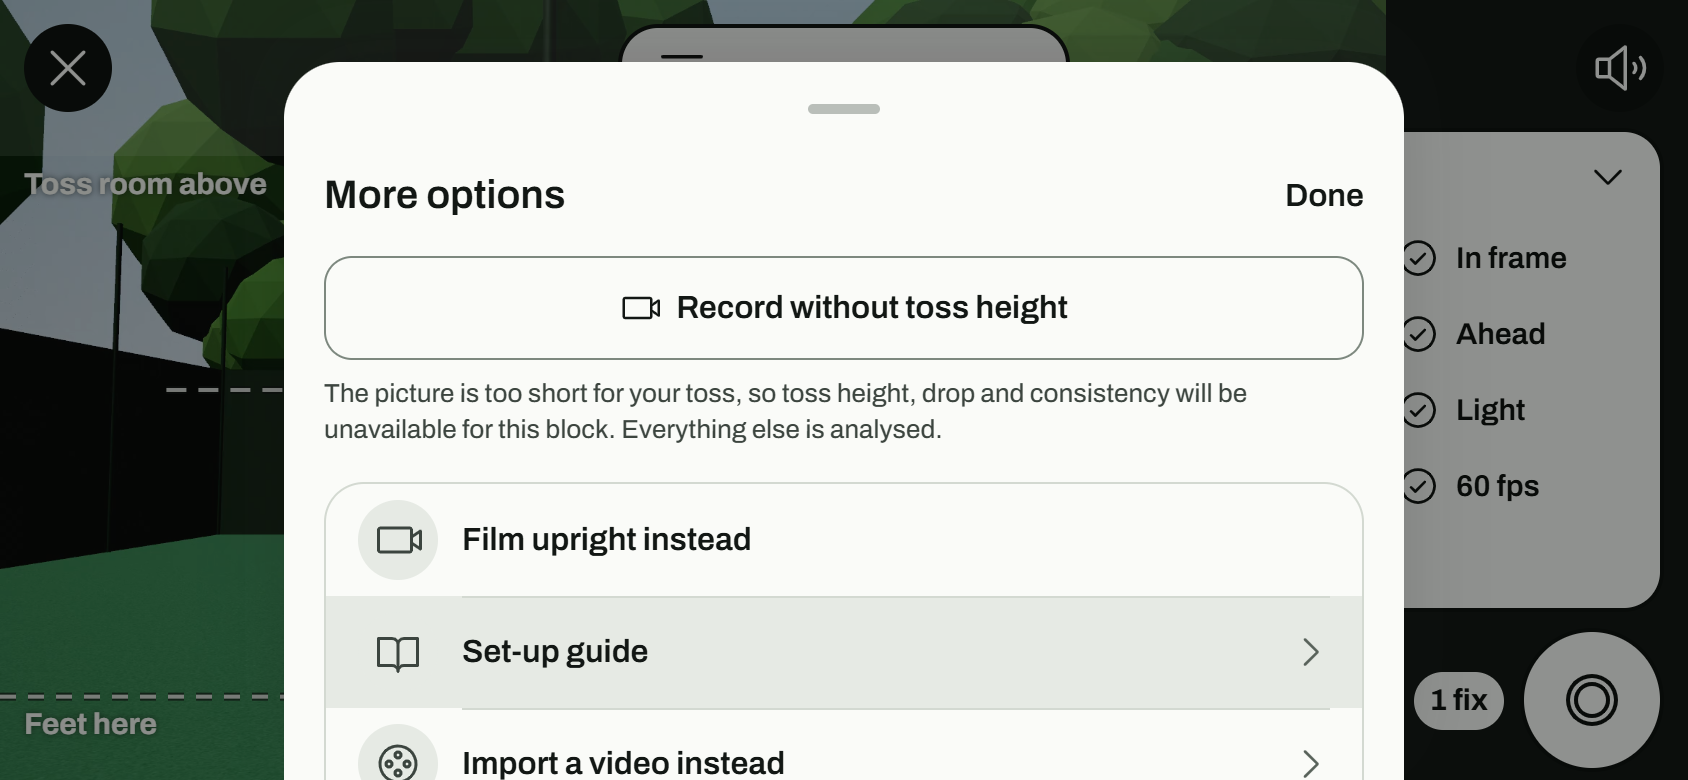 Toss room above
More options
Done
Record without toss height
The picture is too short for your toss, so toss height, drop and consistency will be
unavailable for this block. Everything else is analysed.
Film upright instead
Set-up guide
Import a video instead
In frame
Ahead
Light
60 fps
1 fix
Feet here